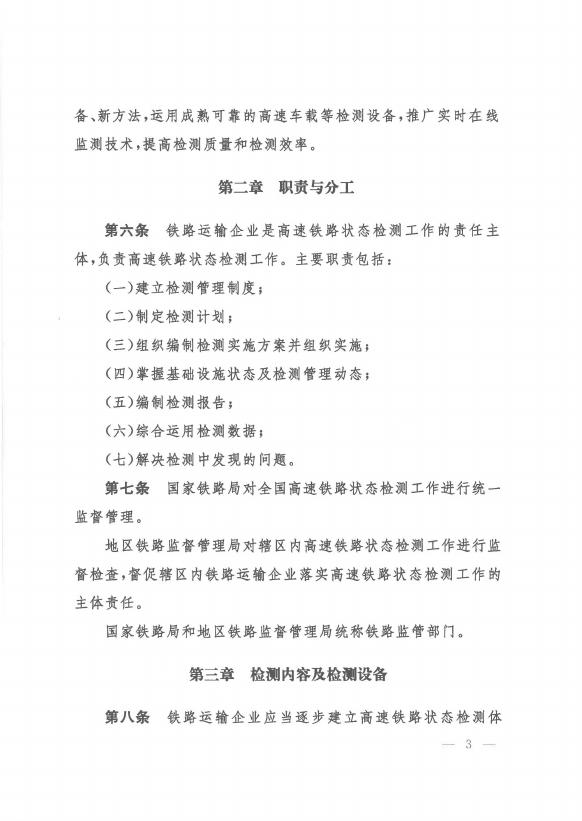 备、新方法,运用成熟可靠的高速车载等检测设备,推广实时在线
监测技术,提高检测质量和检测效率。
第二章　职责与分工
第六条　铁路运输企业是高速铁路状态检测工作的责任主
体,负责高速铁路状态检测工作。主要职责包括:
(一)建立检测管理制度;
(二)制定检测计划;
(三)组织编制检测实施方案并组织实施;
(四)掌握基础设施状态及检测管理动态;
(五)编制检测报告;
(六)综合运用检测数据;
(七)解决检测中发现的问题。
第七条　国家铁路局对全国高速铁路状态检测工作进行统一
监督管理。
地区铁路监督管理局对辖区内高速铁路状态检测工作进行监
督检查,督促辖区内铁路运输企业落实高速铁路状态检测工作的
主体责任。
国家铁路局和地区铁路监督管理局统称铁路监管部门。
第三章　检测内容及检测设备
第八条　铁路运输企业应当逐步建立高速铁路状态检测体
— 3 —